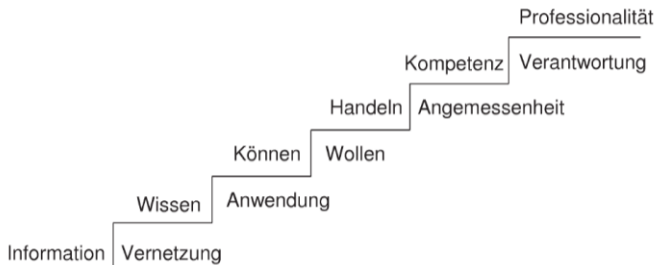 Professionalität
Kompetenz Verantwortung
Handeln Angemessenheit
Können Wollen
Wissen Anwendung
Information Vernetzung